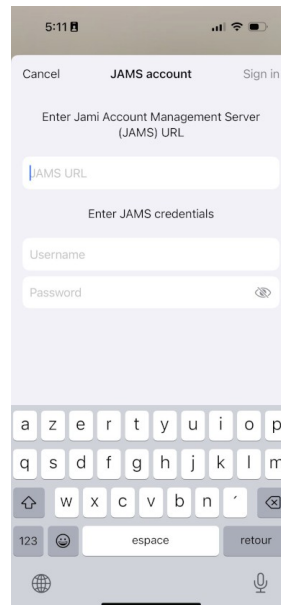 5:11
Cancel JAMS account Sign in
Enter Jami Account Management Server
(JAMS) URL
JAMS URL
Enter JAMS credentials
Username
Password
a z e r t y u i o p
q s d f g h j k l m
w x c v b n ´
123 espace retour